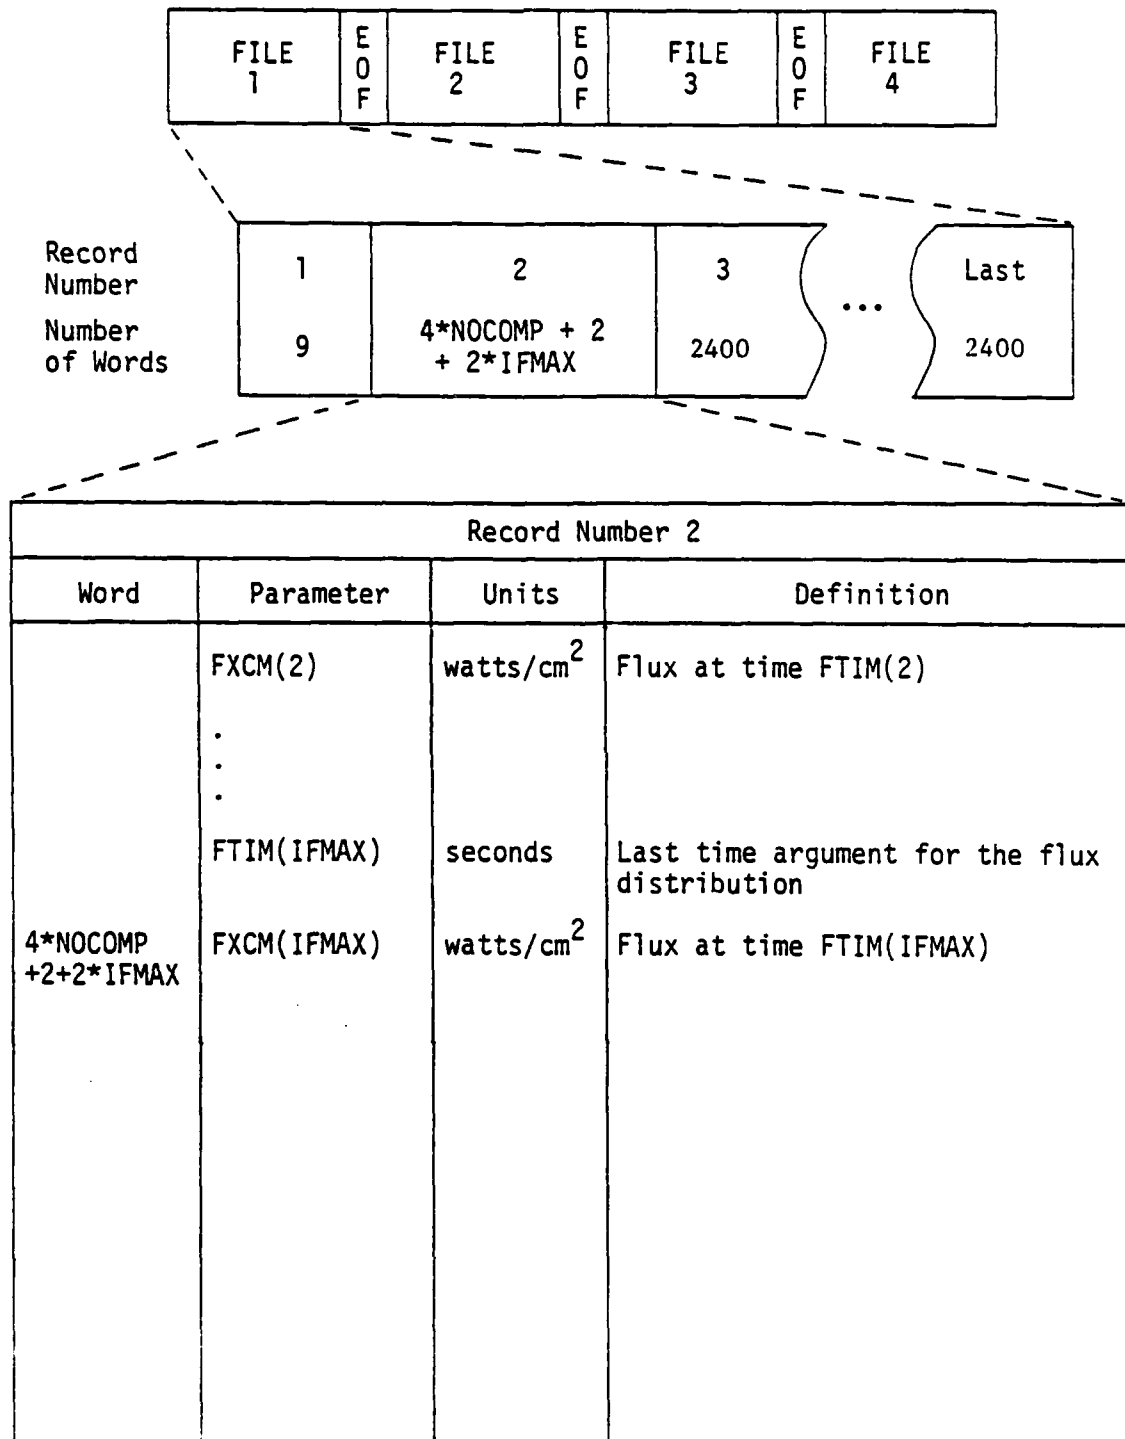 FILE 1 EOF FILE 2 EOF FILE 3 EOF FILE 4
Record Number 1 2 3 ... Last
Number of Words 9 4*NOCOMP + 2 + 2*IFMAX 2400 2400
Record Number 2
Word Parameter Units Definition
FXCM(2) watts/cm² Flux at time FTIM(2)
.
.
.
FTIM(IFMAX) seconds Last time argument for the flux
distribution
4*NOCOMP FXCM(IFMAX) watts/cm² Flux at time FTIM(IFMAX)
+2+2*IFMAX